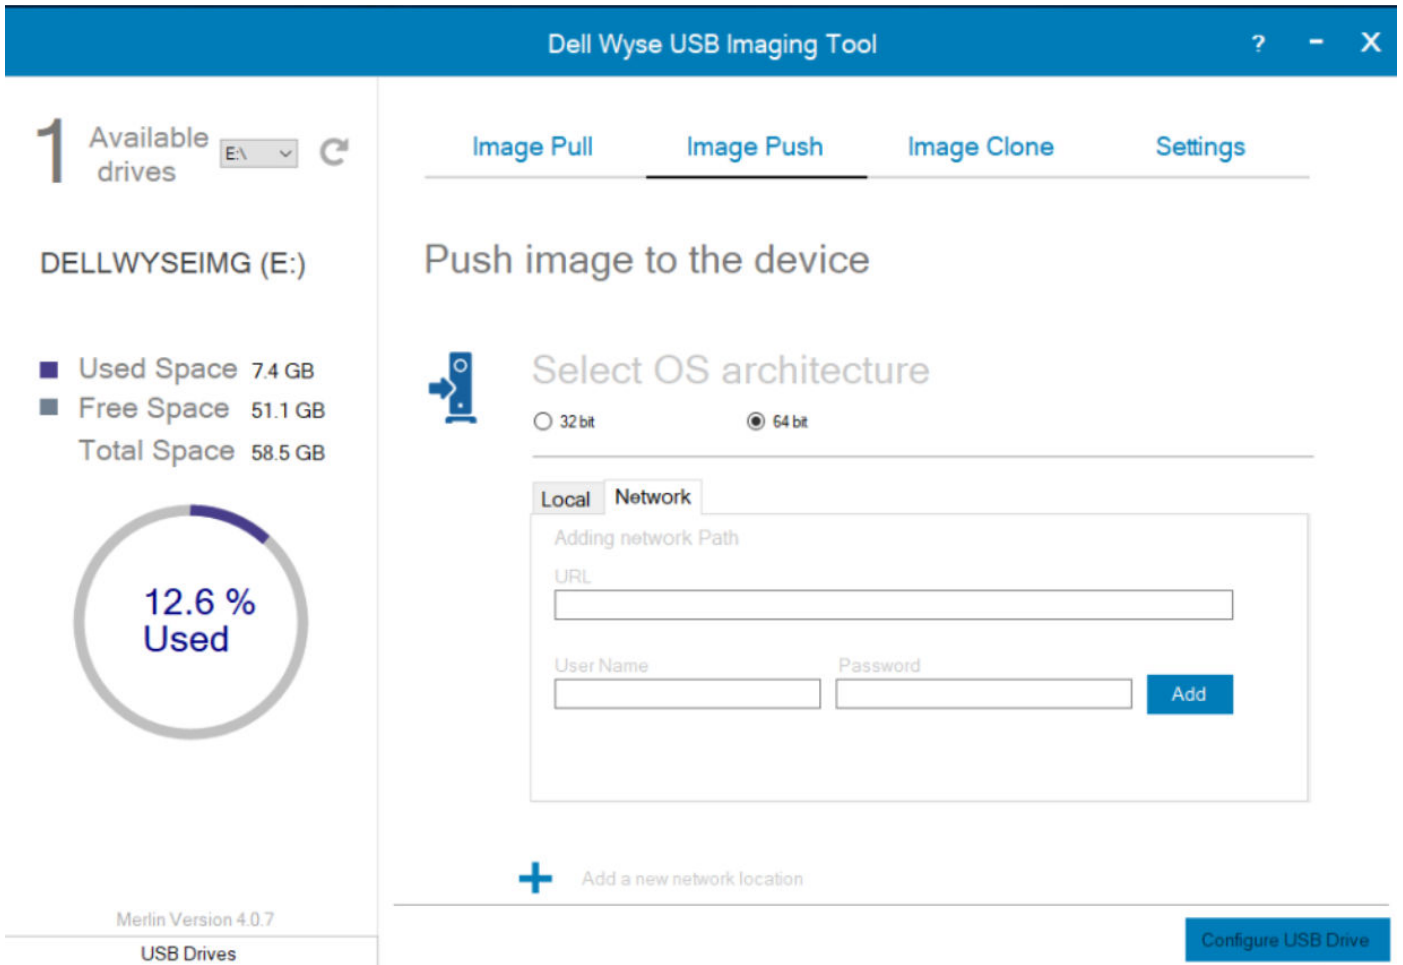 Dell Wyse USB Imaging Tool
? - X
1 Available drives E:\
Image Pull Image Push Image Clone Settings
DELLWYSEIMG (E:)
Push image to the device
Used Space 7.4 GB
Free Space 51.1 GB
Total Space 58.5 GB
12.6 %
Used
Select OS architecture
32 bit 64 bit
Local Network
Adding network Path
URL
User Name Password
Add
Add a new network location
Merlin Version 4.0.7
USB Drives
Configure USB Drive